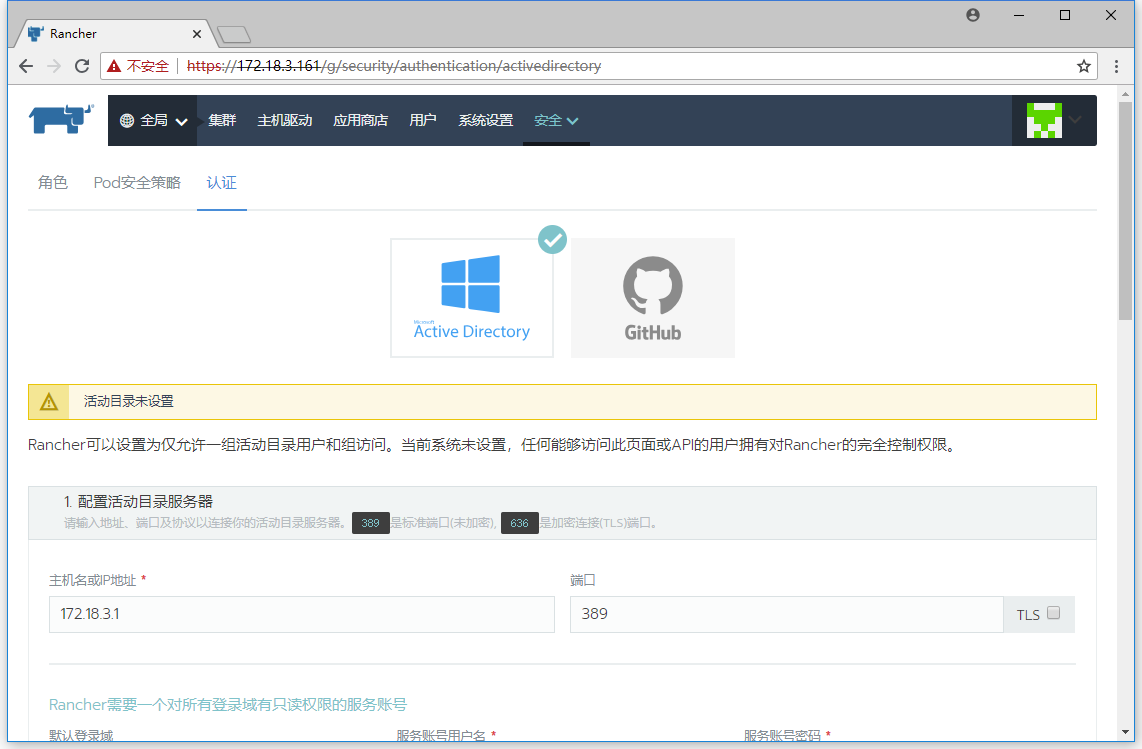 Rancher
不安全 https://172.18.3.161/g/security/authentication/activedirectory
全局 集群 主机驱动 应用商店 用户 系统设置 安全
角色 Pod安全策略 认证
Microsoft
Active Directory
GitHub
活动目录未设置
Rancher可以设置为仅允许一组活动目录用户和组访问。当前系统未设置，任何能够访问此页面或API的用户拥有对Rancher的完全控制权限。
1. 配置活动目录服务器
请输入地址、端口及协议以连接你的活动目录服务器。 389 是标准端口(未加密), 636 是加密连接(TLS)端口。
主机名或IP地址 * 端口
172.18.3.1 389 TLS
Rancher需要一个对所有登录域有只读权限的服务账号
默认登录域 服务账号用户名 * 服务账号密码 *